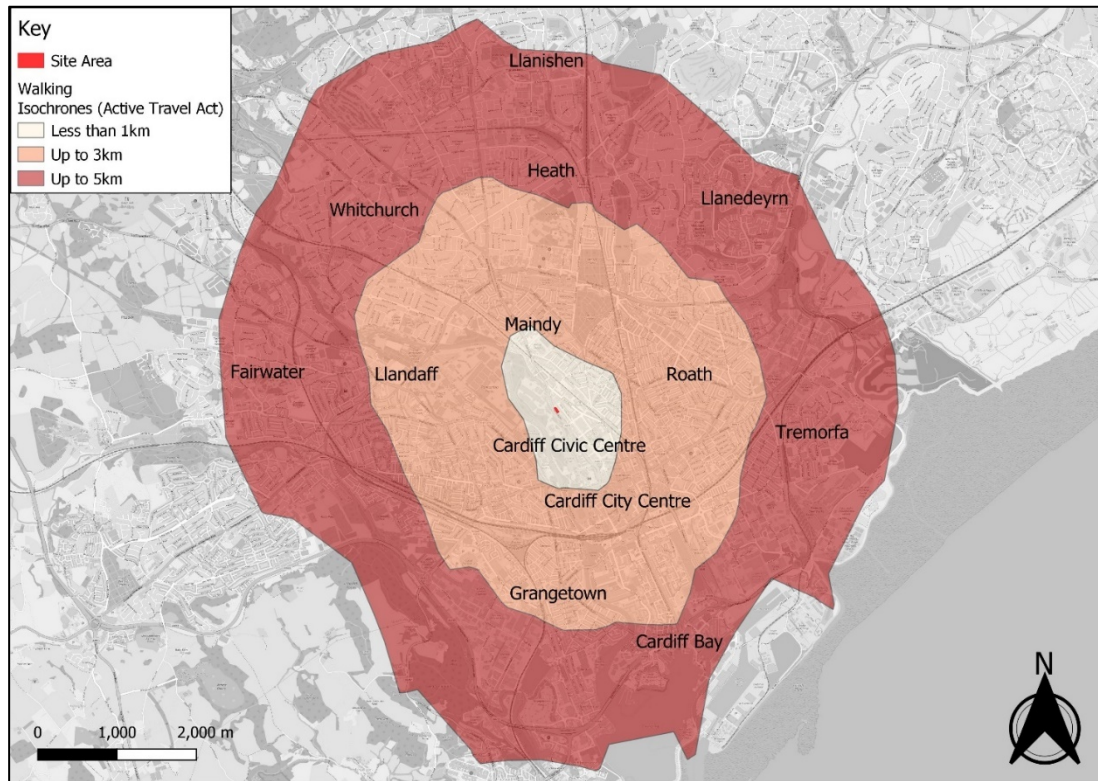 Key
Site Area
Walking
Isochrones (Active Travel Act)
Less than 1km
Up to 3km
Up to 5km
Llanishen
Heath
Llanedeyrn
Whitchurch
Maindy
Fairwater
Llandaff
Roath
Tremorfa
Cardiff Civic Centre
Cardiff City Centre
Grangetown
Cardiff Bay
N
0 1,000 2,000 m